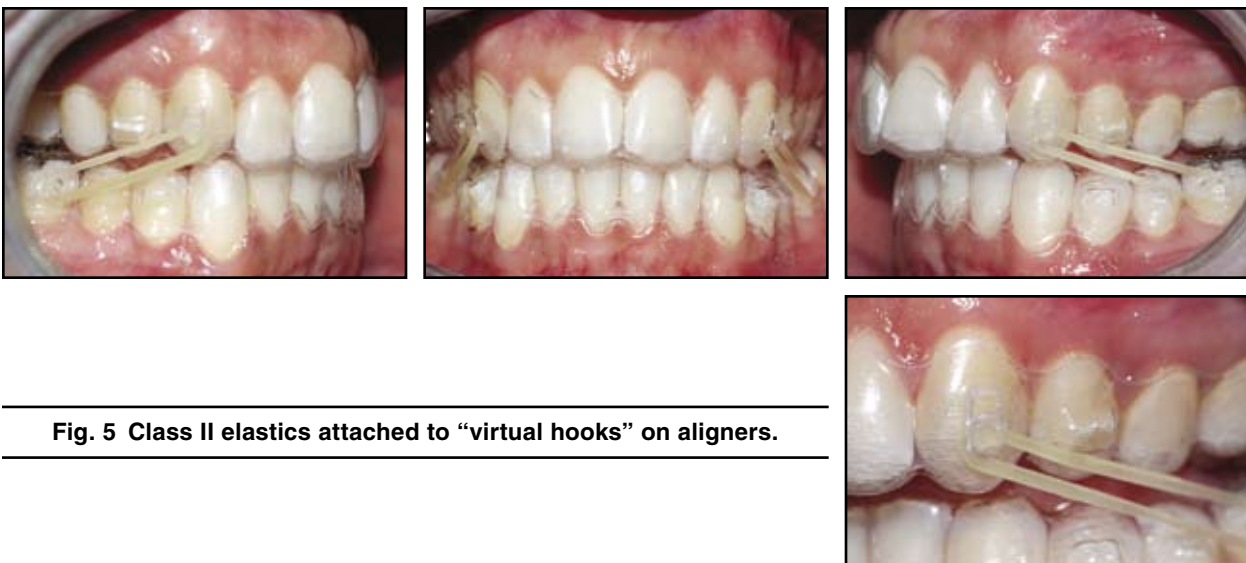 Fig. 5 Class II elastics attached to “virtual hooks” on aligners.